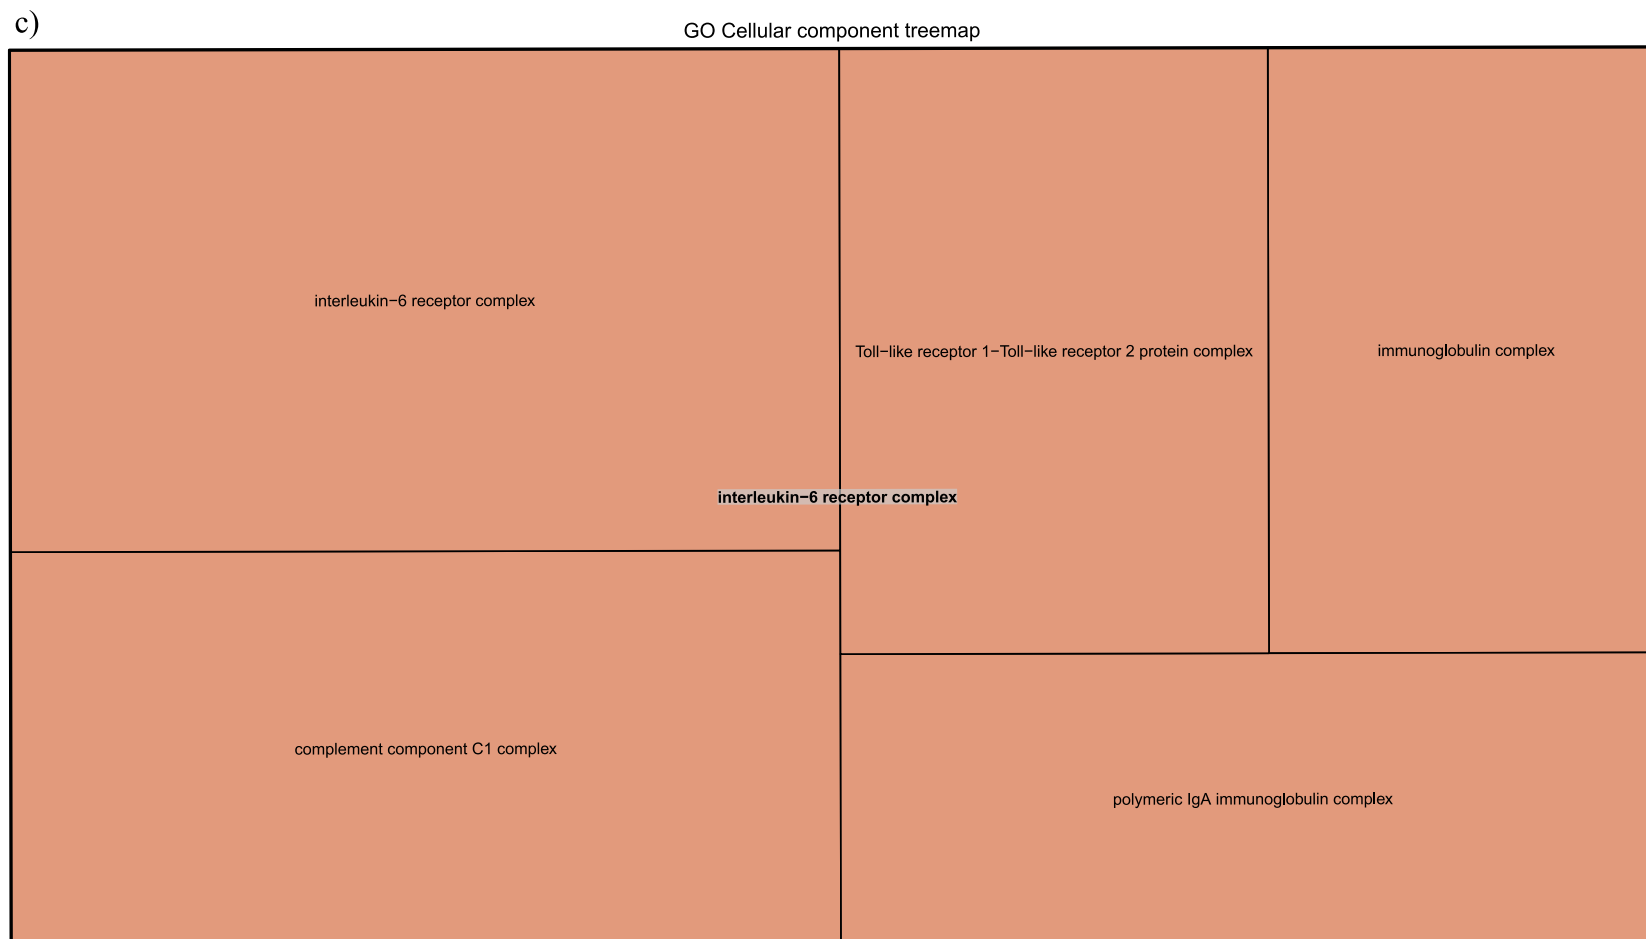 c)
GO Cellular component treemap
interleukin−6 receptor complex
Toll−like receptor 1−Toll−like receptor 2 protein complex
immunoglobulin complex
interleukin−6 receptor complex
complement component C1 complex
polymeric IgA immunoglobulin complex